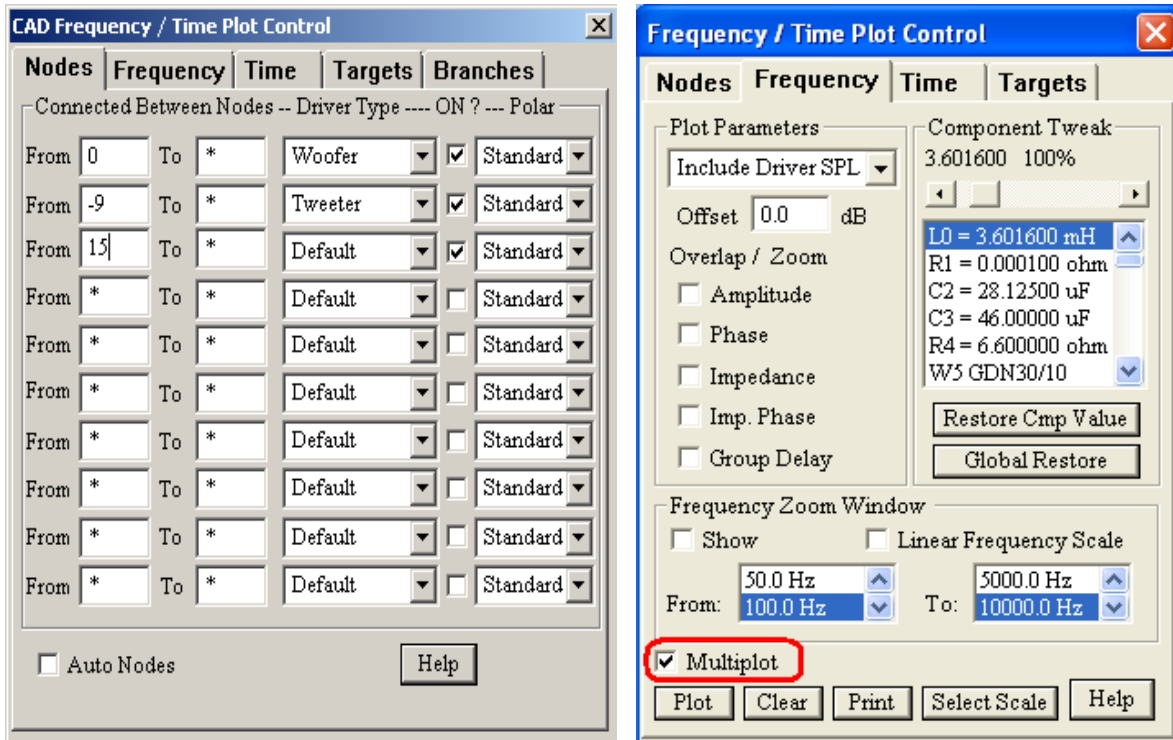 CAD Frequency / Time Plot Control
Nodes Frequency Time Targets Branches
Connected Between Nodes -- Driver Type ---- ON ? --- Polar
From 0 To * Woofer Standard
From -9 To * Tweeter Standard
From 15 To * Default Standard
From * To * Default Standard
From * To * Default Standard
From * To * Default Standard
From * To * Default Standard
From * To * Default Standard
From * To * Default Standard
From * To * Default Standard
Auto Nodes Help
Frequency / Time Plot Control
Nodes Frequency Time Targets
Plot Parameters
Include Driver SPL
Offset 0.0 dB
Overlap / Zoom
Amplitude
Phase
Impedance
Imp. Phase
Group Delay
Component Tweak
3.601600 100%
L0 = 3.601600 mH
R1 = 0.000100 ohm
C2 = 28.12500 uF
C3 = 46.00000 uF
R4 = 6.600000 ohm
W5 GDN30/10
Restore Cmp Value
Global Restore
Frequency Zoom Window
Show Linear Frequency Scale
50.0 Hz 5000.0 Hz
From: 100.0 Hz To: 10000.0 Hz
Multiplot
Plot Clear Print Select Scale Help